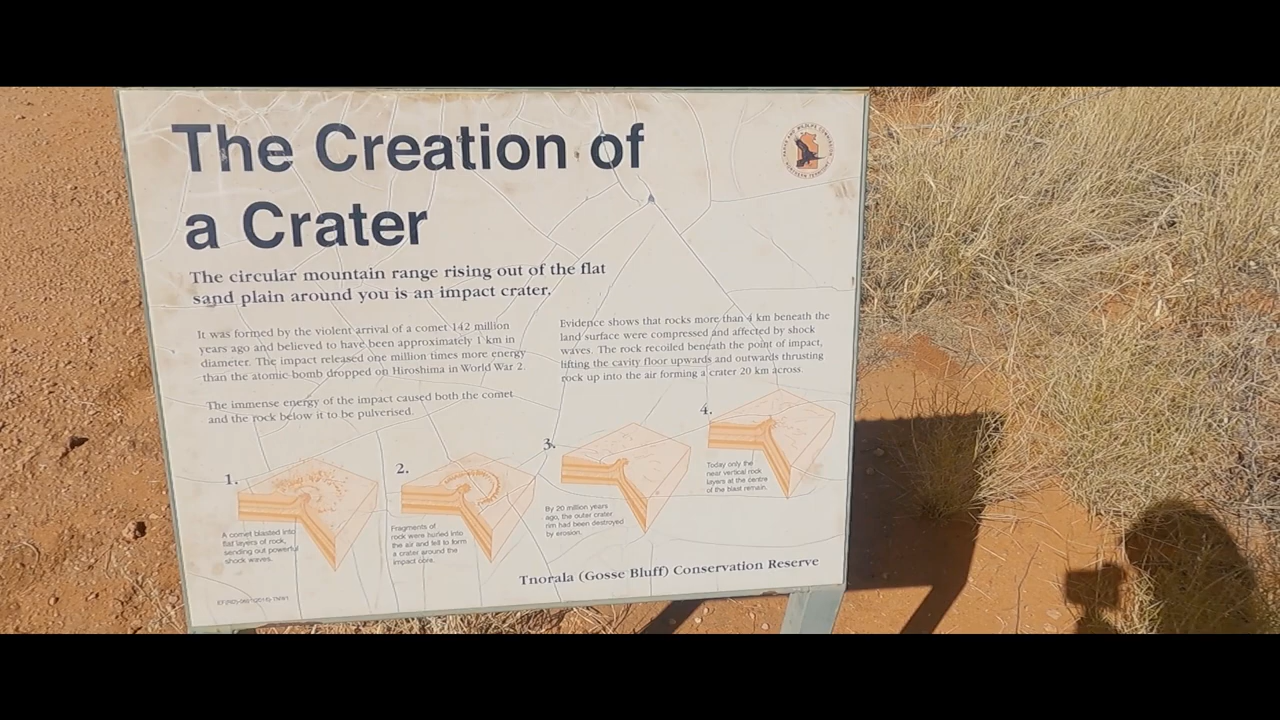 The Creation of
a Crater
The circular mountain range rising out of the flat
sand plain around you is an impact crater.
It was formed by the violent arrival of a comet 142 million
years ago and believed to have been approximately 1 km in
diameter. The impact released one million times more energy
than the atomic bomb dropped on Hiroshima in World War 2.
The immense energy of the impact caused both the comet
and the rock below it to be pulverised.
Evidence shows that rocks more than 4 km beneath the
land surface were compressed and affected by shock
waves. The rock recoiled beneath the point of impact,
lifting the cavity floor upwards and outwards thrusting
rock up into the air forming a crater 20 km across.
1.
A comet blasted into
flat layers of rock,
sending out powerful
shock waves.
2.
Fragments of
rock were hurled into
the air and fell to form
a crater around the
impact core.
3.
By 20 million years
ago, the outer crater
rim had been destroyed
by erosion.
4.
Today only the
near vertical rock
layers at the centre
of the blast remain.
Tnorala (Gosse Bluff) Conservation Reserve